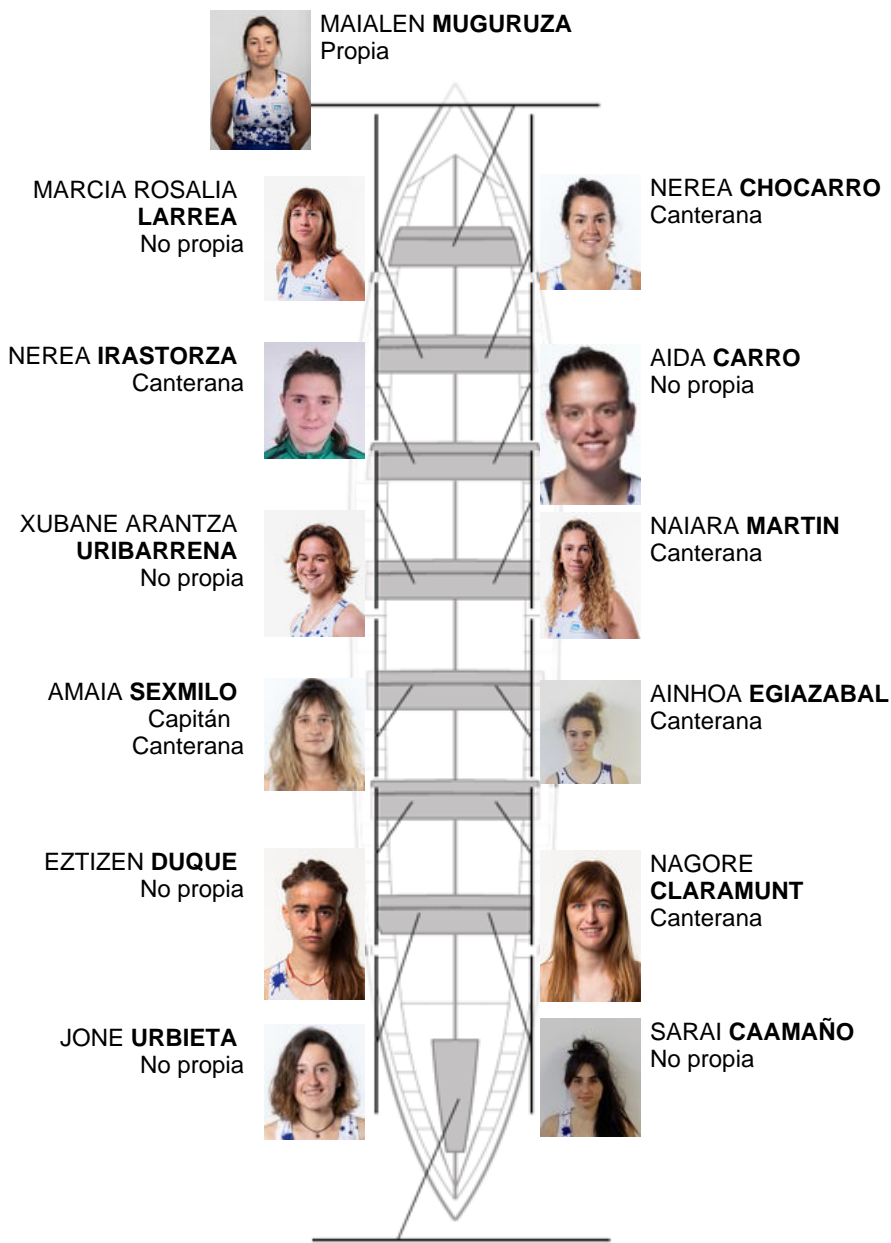 MAIALEN MUGURUZA
Propia
MARCIA ROSALIA
LARREA
No propia
NEREA CHOCARRO
Canterana
NEREA IRASTORZA
Canterana
AIDA CARRO
No propia
XUBANE ARANTZA
URIBARRENA
No propia
NAIARA MARTIN
Canterana
AMAIA SEXMILO
Capitán
Canterana
AINHOA EGIAZABAL
Canterana
EZTIZEN DUQUE
No propia
NAGORE
CLARAMUNT
Canterana
JONE URBIETA
No propia
SARAI CAAMAÑO
No propia